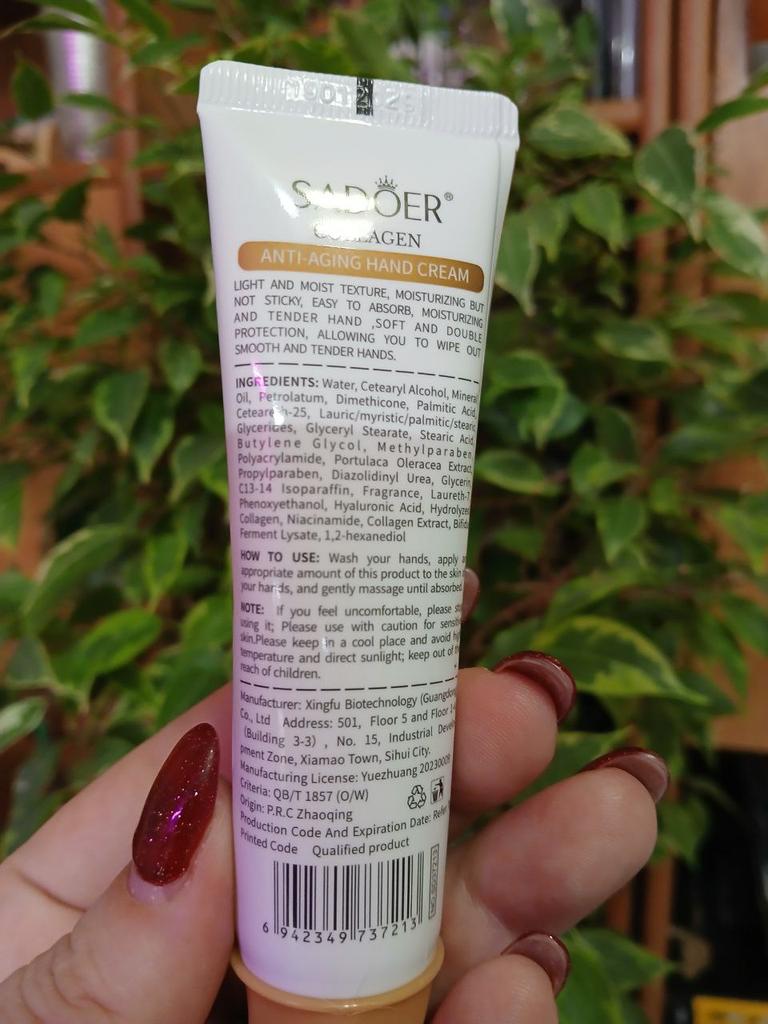 SADOER®
COLLAGEN
ANTI-AGING HAND CREAM
LIGHT AND MOIST TEXTURE, MOISTURIZING BUT
NOT STICKY, EASY TO ABSORB, MOISTURIZING
AND TENDER HAND ,SOFT AND DOUBLE
PROTECTION, ALLOWING YOU TO WIPE OUT
SMOOTH AND TENDER HANDS.
INGREDIENTS: Water, Cetearyl Alcohol, Mineral
Oil, Petrolatum, Dimethicone, Palmitic Acid,
Ceteareth-25, Lauric/myristic/palmitic/stearic
Glycerides, Glyceryl Stearate, Stearic Acid,
Butylene Glycol, Methylparaben,
Polyacrylamide, Portulaca Oleracea Extract,
Propylparaben, Diazolidinyl Urea, Glycerin,
C13-14 Isoparaffin, Fragrance, Laureth-7,
Phenoxyethanol, Hyaluronic Acid, Hydrolyzed
Collagen, Niacinamide, Collagen Extract, Bifida
Ferment Lysate, 1,2-hexanediol
HOW TO USE: Wash your hands, apply a
appropriate amount of this product to the skin
your hands, and gently massage until absorbed.
NOTE: If you feel uncomfortable, please stop
using it; Please use with caution for sensitive
skin.Please keep in a cool place and avoid high
temperature and direct sunlight; keep out of the
reach of children.
Manufacturer: Xingfu Biotechnology (Guangdong)
Co.,Ltd Address: 501, Floor 5 and Floor
(Building 3-3) , No. 15, Industrial Develo
pment Zone, Xiamao Town, Sihui City.
Manufacturing License: Yuezhuang
Criteria: QB/T 1857 (O/W)
Origin: P.R.C Zhaoqing
Production Code And Expiration Date: Refer
Printed Code Qualified product
6 942349 737213